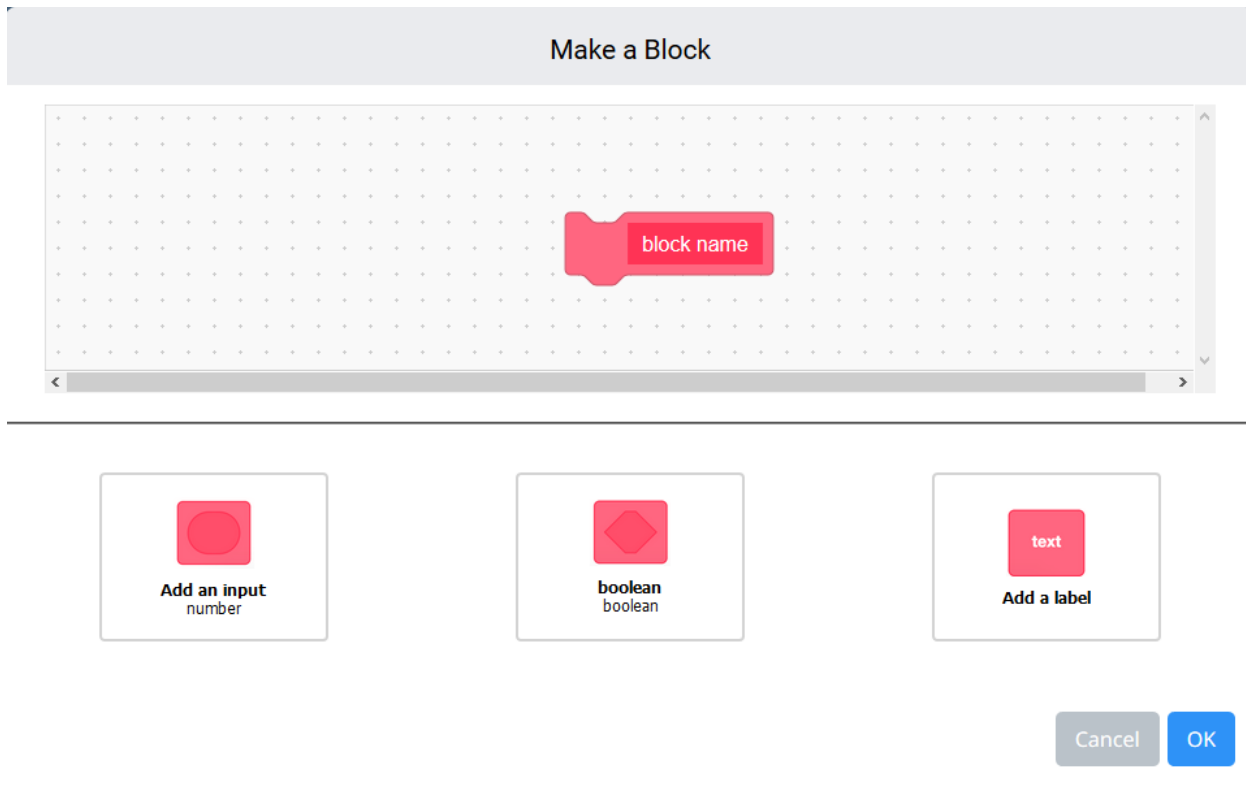 Make a Block
block name
Add an input
number
boolean
boolean
text
Add a label
Cancel
OK